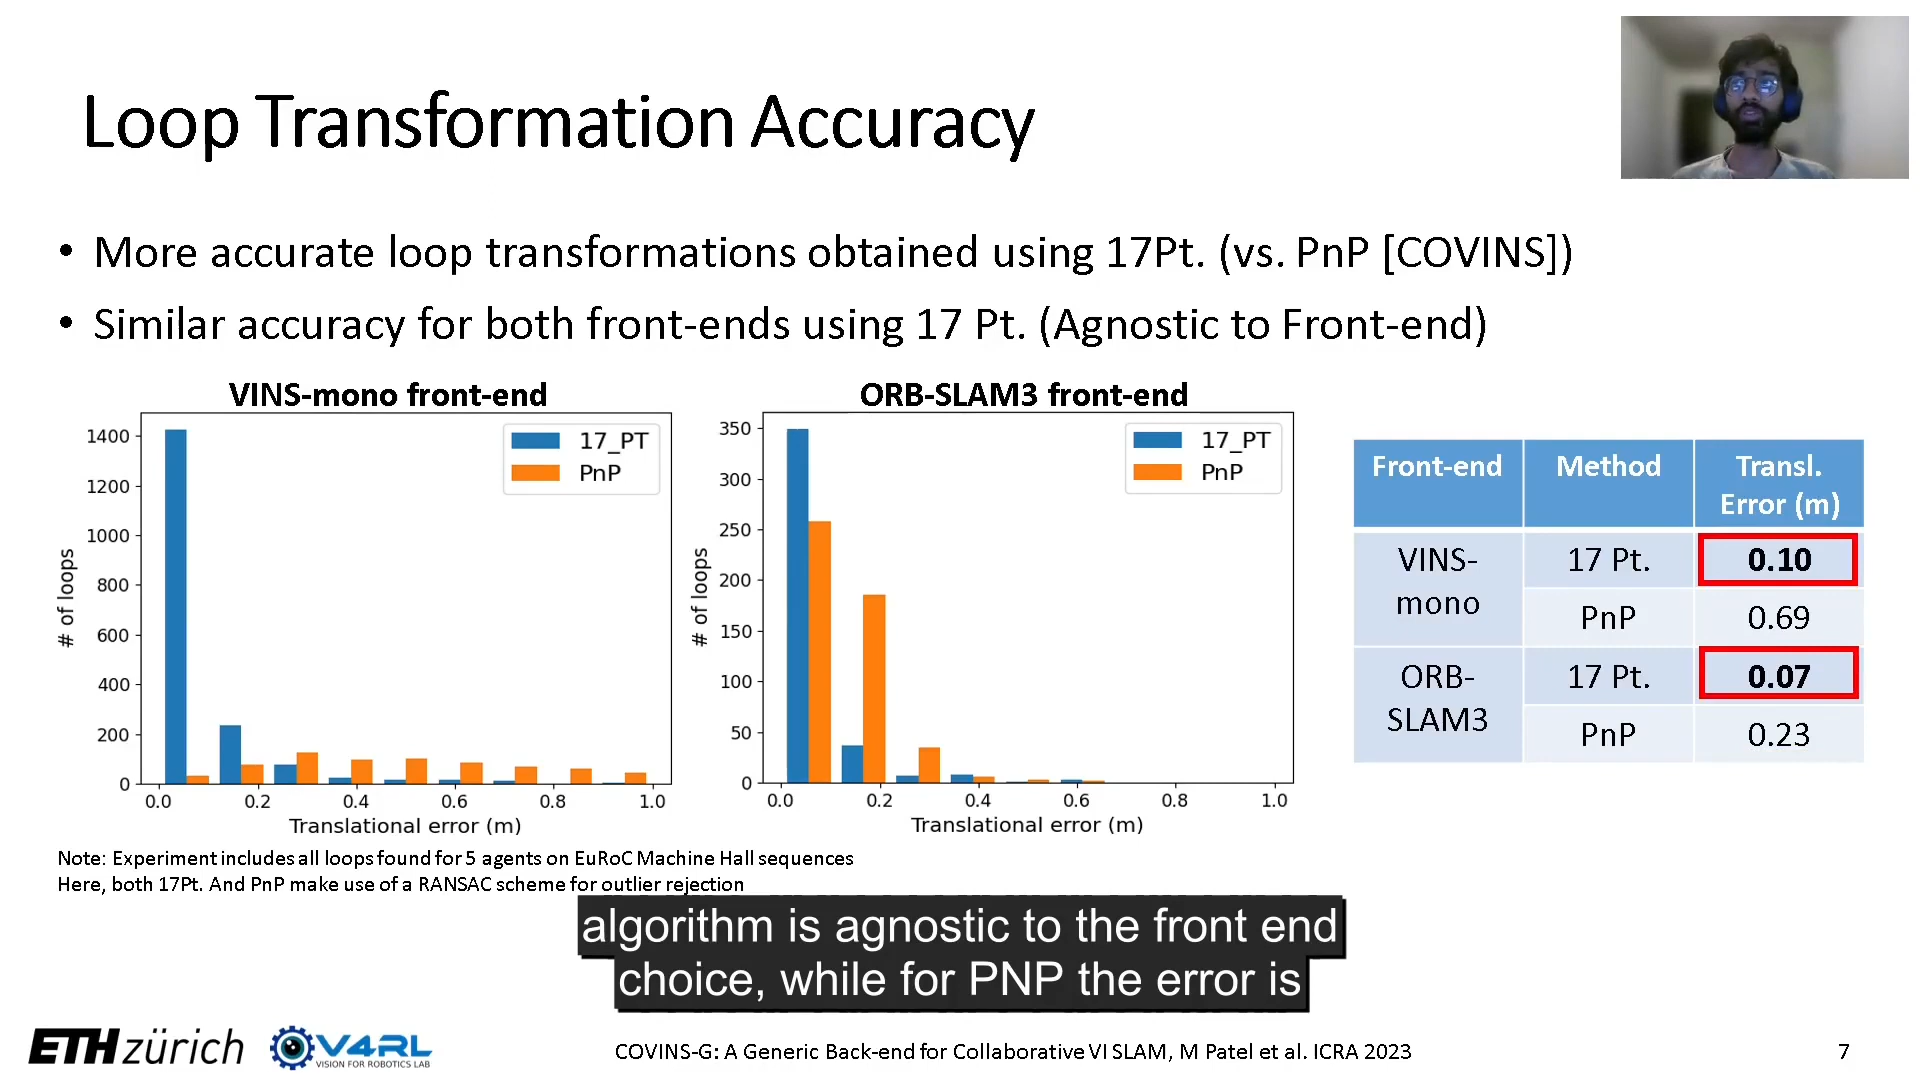 Loop Transformation Accuracy
• More accurate loop transformations obtained using 17Pt. (vs. PnP [COVINS])
• Similar accuracy for both front-ends using 17 Pt. (Agnostic to Front-end)
VINS-mono front-end
1400
1200
1000
800
600
400
200
0
# of loops
17_PT
PnP
0.0 0.2 0.4 0.6 0.8 1.0
Translational error (m)
ORB-SLAM3 front-end
350
300
250
200
150
100
50
0
# of loops
17_PT
PnP
0.0 0.2 0.4 0.6 0.8 1.0
Translational error (m)
Front-end Method Transl.
Error (m)
VINS-
mono
17 Pt. 0.10
PnP 0.69
ORB-
SLAM3
17 Pt. 0.07
PnP 0.23
Note: Experiment includes all loops found for 5 agents on EuRoC Machine Hall sequences
Here, both 17Pt. And PnP make use of a RANSAC scheme for outlier rejection
algorithm is agnostic to the front end
choice, while for PNP the error is
ETH zürich
V4RL
VISION FOR ROBOTICS LAB
COVINS-G: A Generic Back-end for Collaborative VI SLAM, M Patel et al. ICRA 2023
7